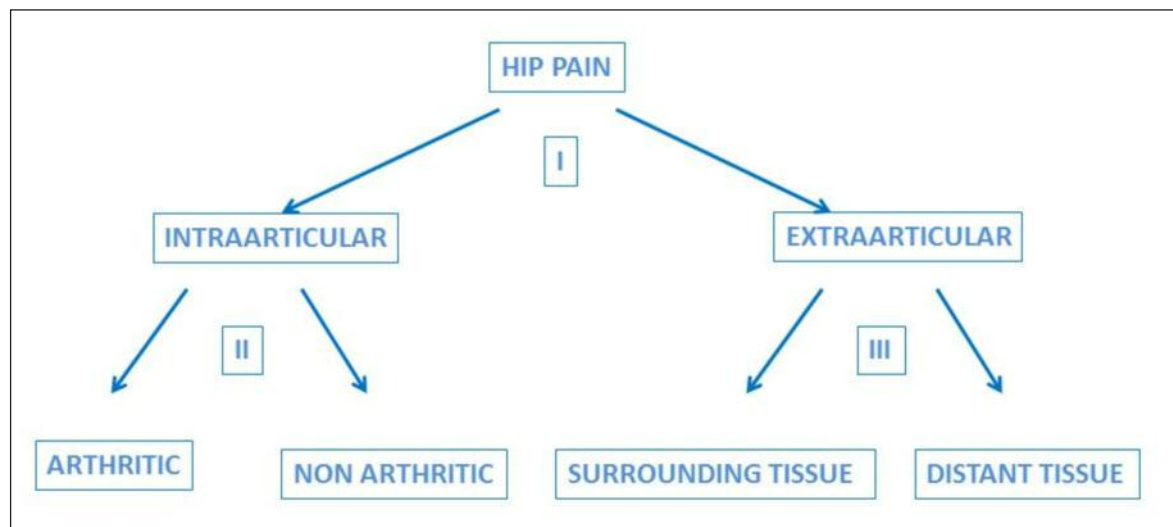 HIP PAIN
I
INTRAARTICULAR
EXTRAARTICULAR
II
III
ARTHRITIC
NON ARTHRITIC
SURROUNDING TISSUE
DISTANT TISSUE